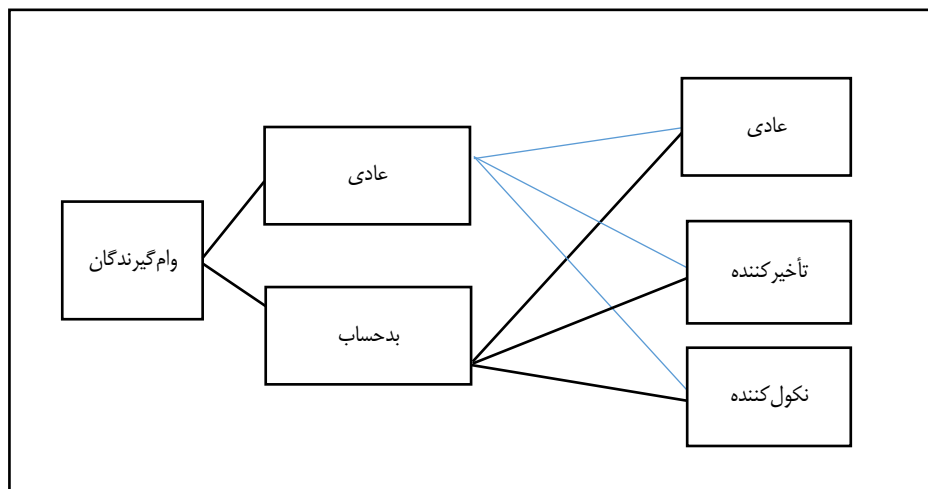 وام‌گیرندگان
عادی
بدحساب
عادی
تأخیرکننده
نکول‌کننده